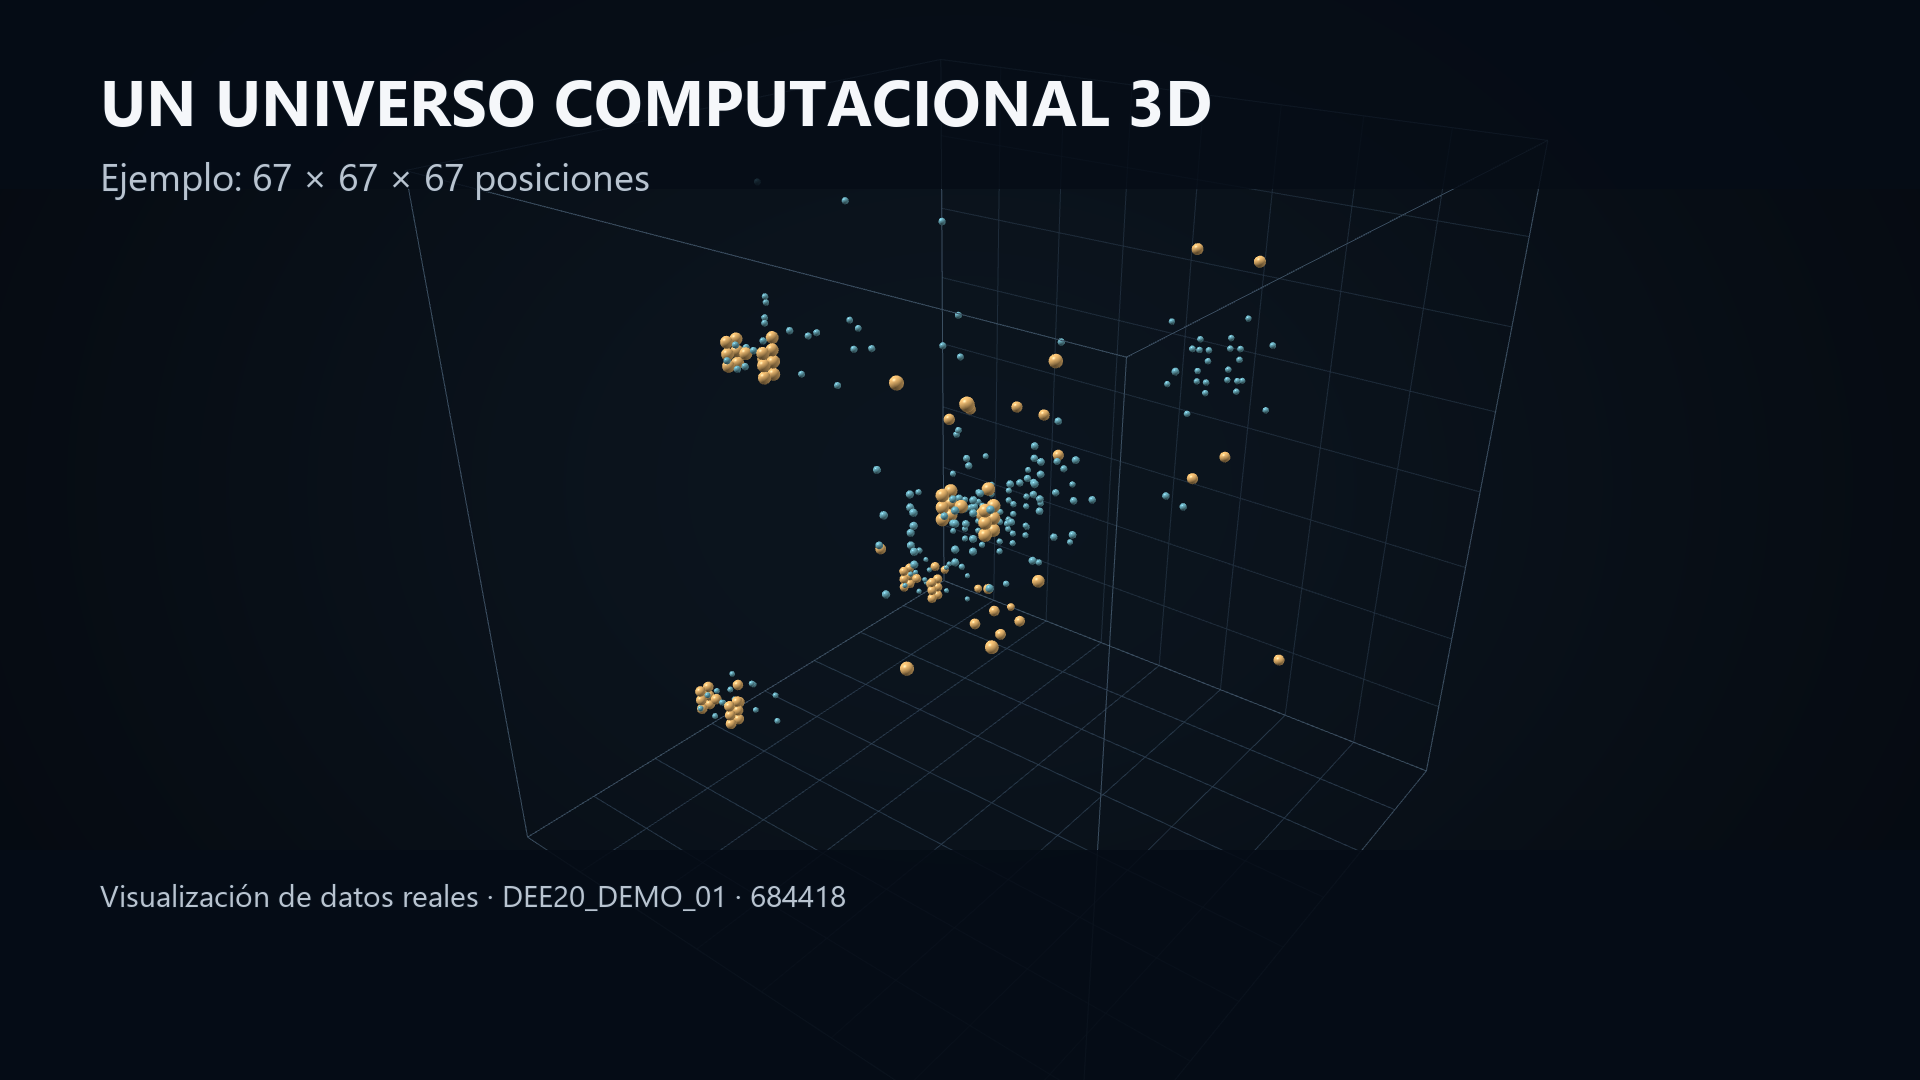 UN UNIVERSO COMPUTACIONAL 3D
Ejemplo: 67 × 67 × 67 posiciones
Visualización de datos reales · DEE20_DEMO_01 · 684418